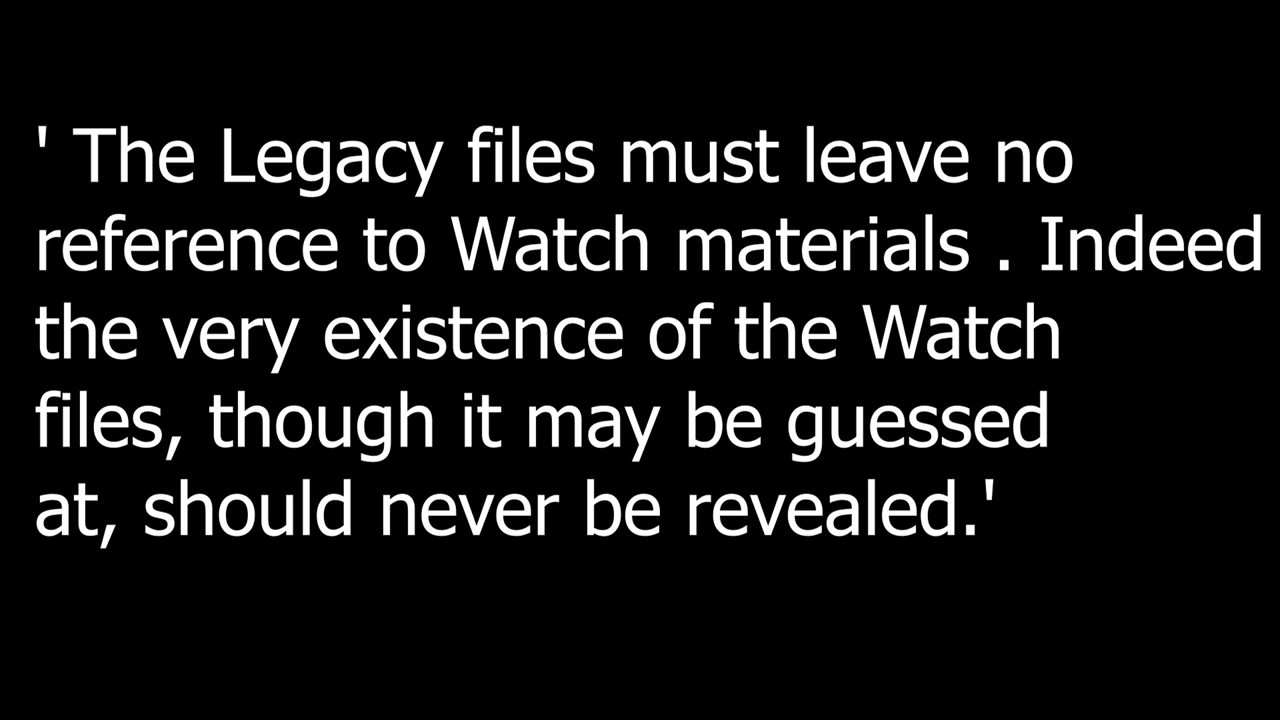 ' The Legacy files must leave no
reference to Watch materials . Indeed
the very existence of the Watch
files, though it may be guessed
at, should never be revealed.'